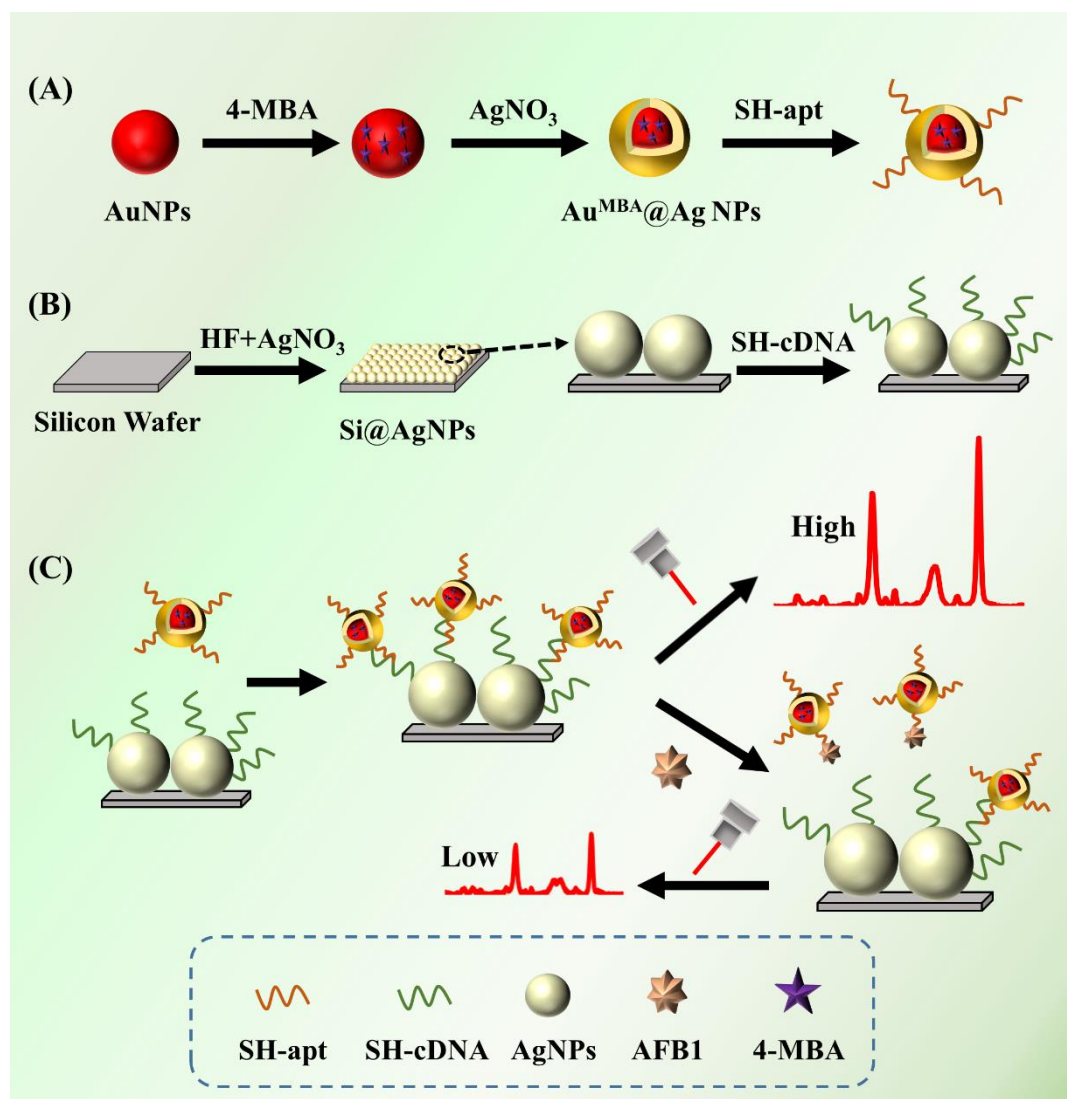 (A)
4-MBA
AgNO₃
SH-apt
AuNPs
Auᴹᴮᴬ@Ag NPs
(B)
HF+AgNO₃
SH-cDNA
Silicon Wafer
Si@AgNPs
High
(C)
Low
SH-apt
SH-cDNA
AgNPs
AFB1
4-MBA